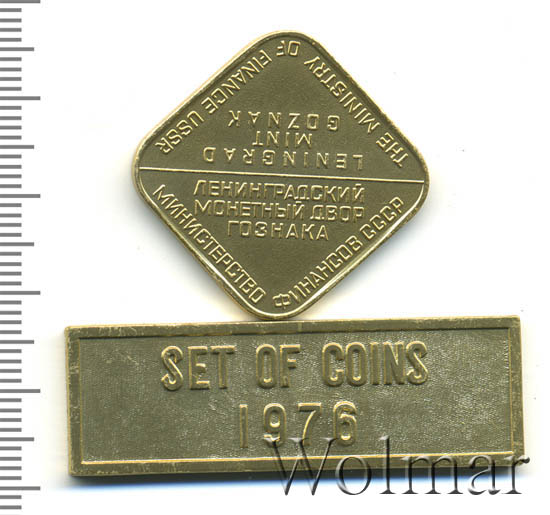 THE MINISTRY OF FINANCE USSR
LENINGRAD
MINT
GOZNAK
ЛЕНИНГРАДСКИЙ
МОНЕТНЫЙ ДВОР
ГОЗНАКА
МИНИСТЕРСТВО ФИНАНСОВ СССР
SET OF COINS
1976
Wolmar